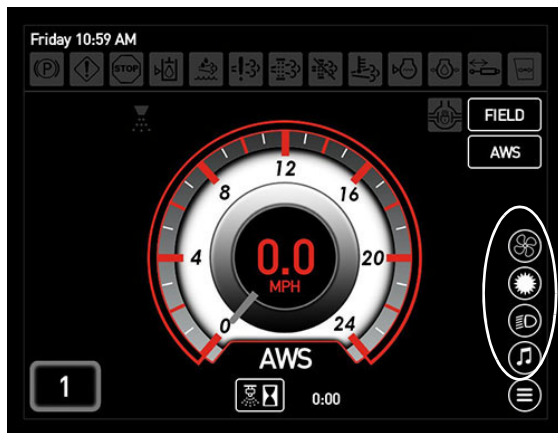 Friday 10:59 AM
(P) STOP
FIELD
AWS
12
8 16
4 20
0.0
MPH
0 24
AWS
1
0:00